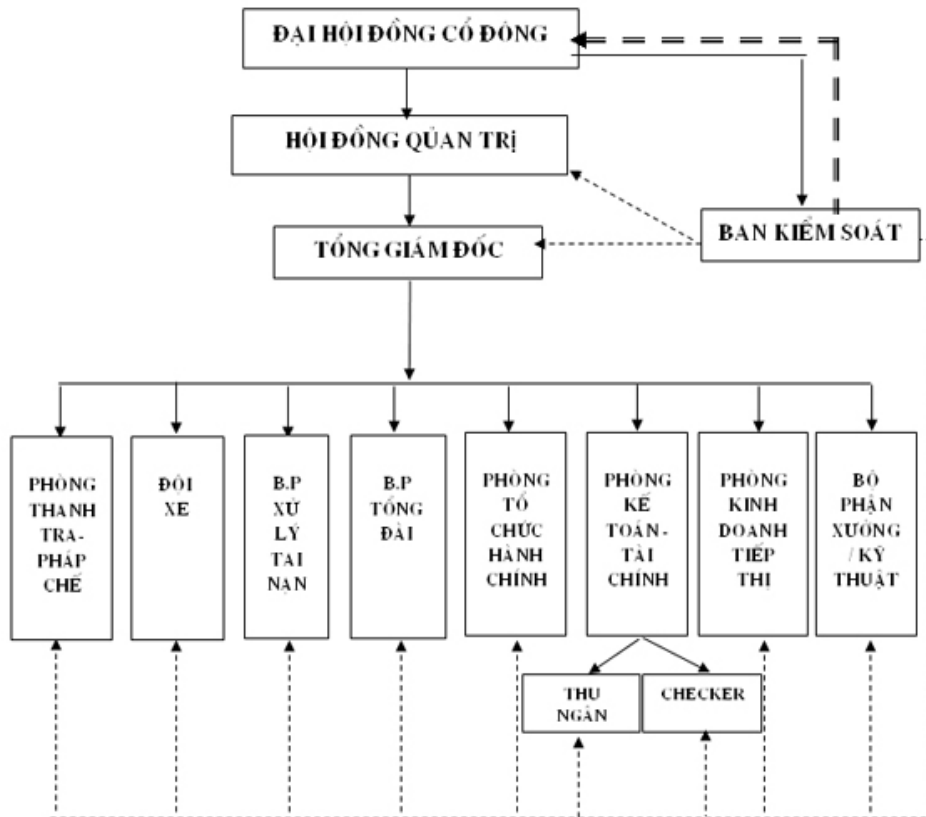 ĐẠI HỘI ĐỒNG CỔ ĐÔNG
HỘI ĐỒNG QUẢN TRỊ
BAN KIỂM SOÁT
TỔNG GIÁM ĐỐC
PHÒNG
THANH
TRA-
PHÁP
CHẾ
ĐỘI
XE
B.P
XỬ
LÝ
TAI
NẠN
B.P
TỔNG
ĐÀI
PHÒNG
TỔ
CHỨC
HÀNH
CHÍNH
PHÒNG
KẾ
TOÁN-
TÀI
CHÍNH
PHÒNG
KINH
DOANH
TIẾP
THỊ
BỘ
PHẬN
XƯỞNG
/ KỸ
THUẬT
THU
NGÂN
CHECKER